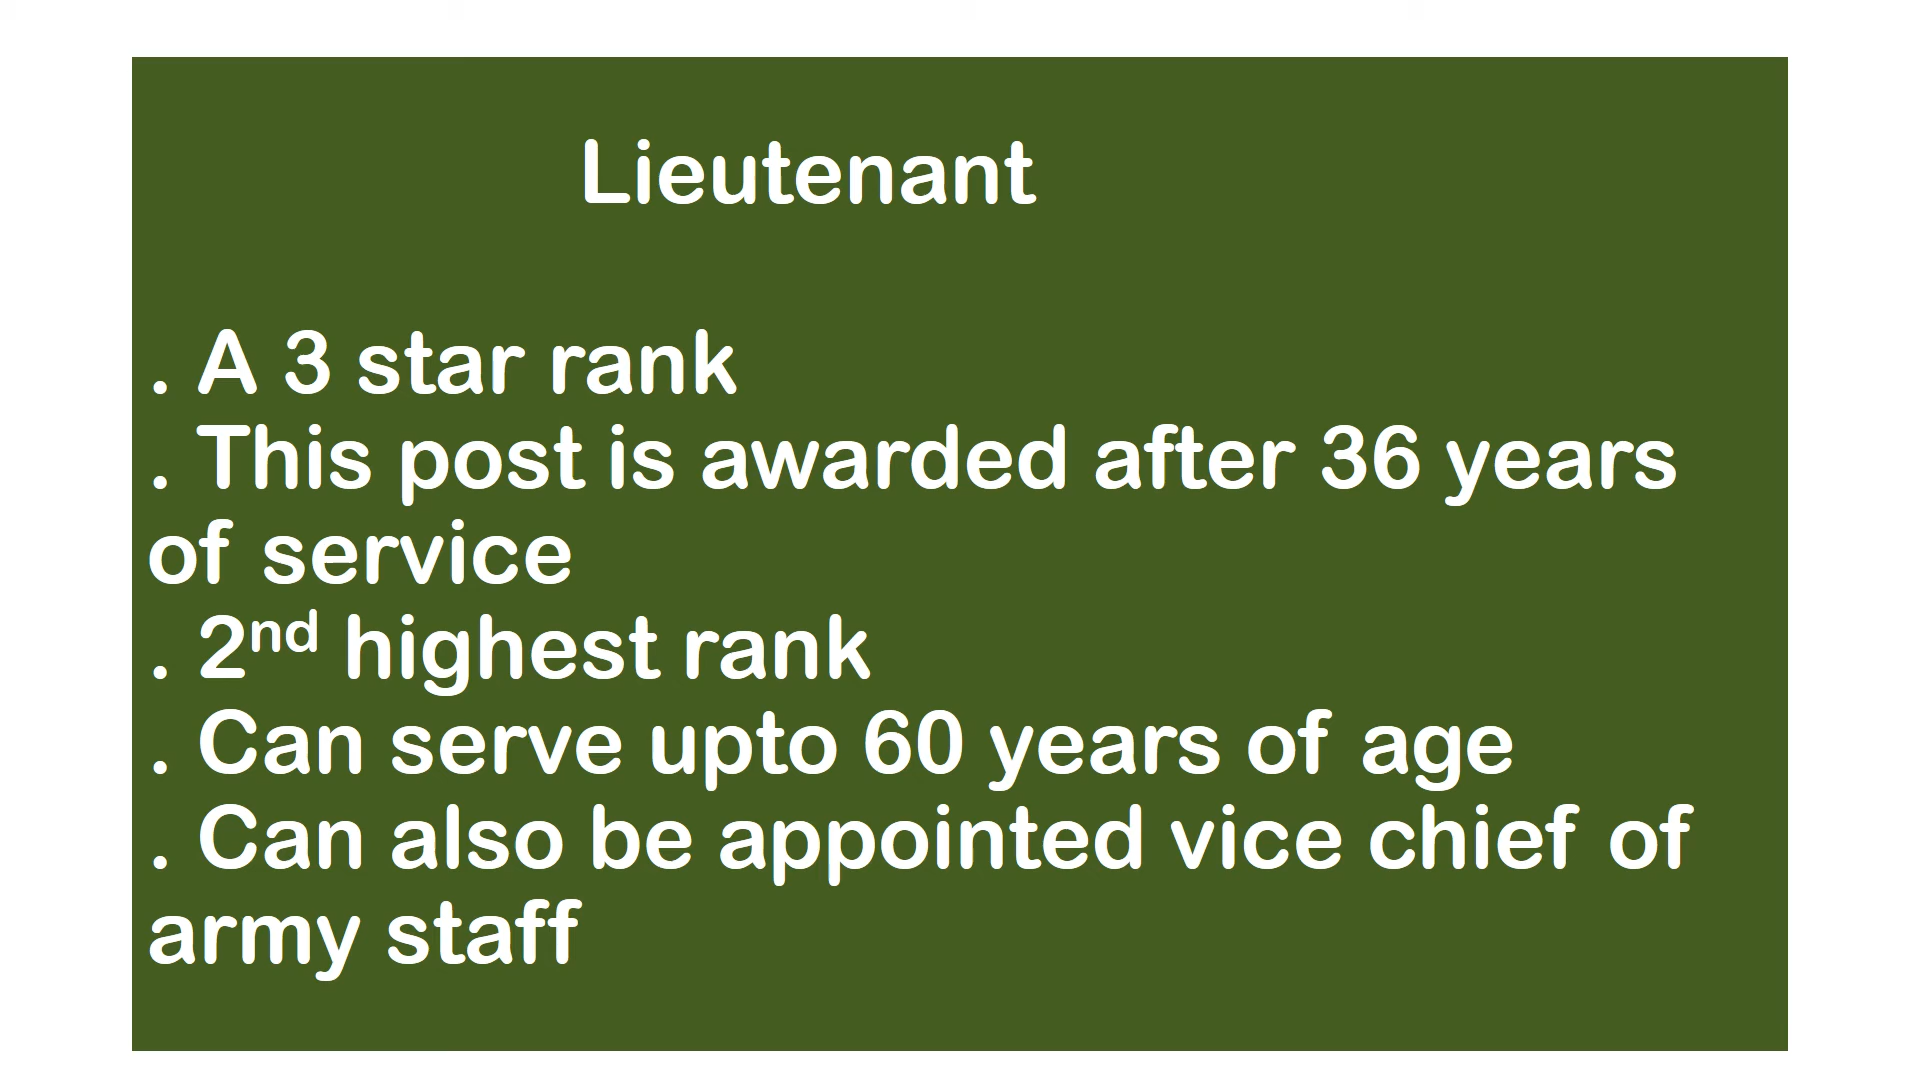 Lieutenant
. A 3 star rank
. This post is awarded after 36 years
of service
. 2nd highest rank
. Can serve upto 60 years of age
. Can also be appointed vice chief of
army staff